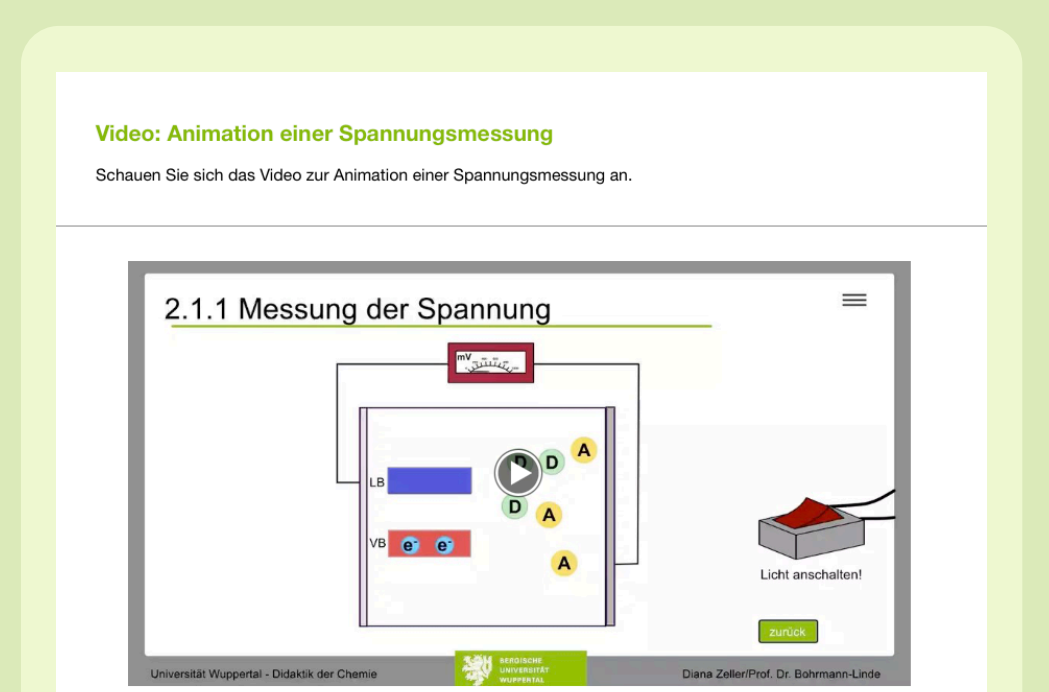 Video: Animation einer Spannungsmessung
Schauen Sie sich das Video zur Animation einer Spannungsmessung an.
2.1.1 Messung der Spannung
mV
D D A
LB
D A
VB e- e-
A
Licht anschalten!
zurück
Universität Wuppertal - Didaktik der Chemie
BERGISCHE
UNIVERSITÄT
WUPPERTAL
Diana Zeller/Prof. Dr. Bohrmann-Linde